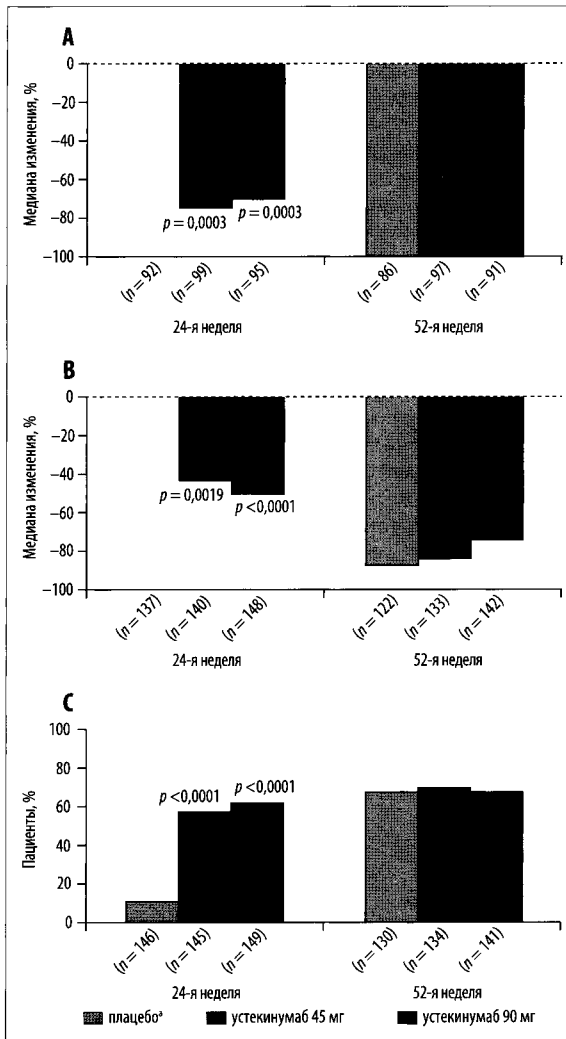 A
Медиана изменения, %
0
–20
–40
–60
–80
–100
p = 0,0003
p = 0,0003
(n = 92)
(n = 99)
(n = 95)
(n = 86)
(n = 97)
(n = 91)
24-я неделя
52-я неделя
B
Медиана изменения, %
0
–20
–40
–60
–80
–100
p = 0,0019
p <0,0001
(n = 137)
(n = 140)
(n = 148)
(n = 122)
(n = 133)
(n = 142)
24-я неделя
52-я неделя
C
Пациенты, %
100
80
60
40
20
0
p <0,0001
p <0,0001
(n = 146)
(n = 145)
(n = 149)
(n = 130)
(n = 134)
(n = 141)
24-я неделя
52-я неделя
плацебоᵃ
устекинумаб 45 мг
устекинумаб 90 мг